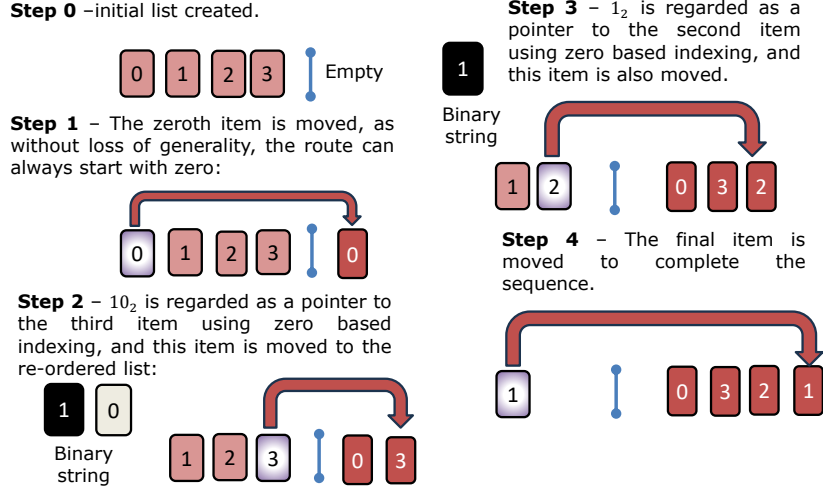 Step 0 –initial list created.
0 1 2 3 Empty
Step 1 – The zeroth item is moved, as
without loss of generality, the route can
always start with zero:
0 1 2 3 0
Step 2 – 10₂ is regarded as a pointer to
the third item using zero based
indexing, and this item is moved to the
re-ordered list:
1 0
Binary
string
1 2 3 0 3
Step 3 – 1₂ is regarded as a
pointer to the second item
using zero based indexing, and
this item is also moved.
1
Binary
string
1 2 0 3 2
Step 4 – The final item is
moved to complete the
sequence.
1 0 3 2 1